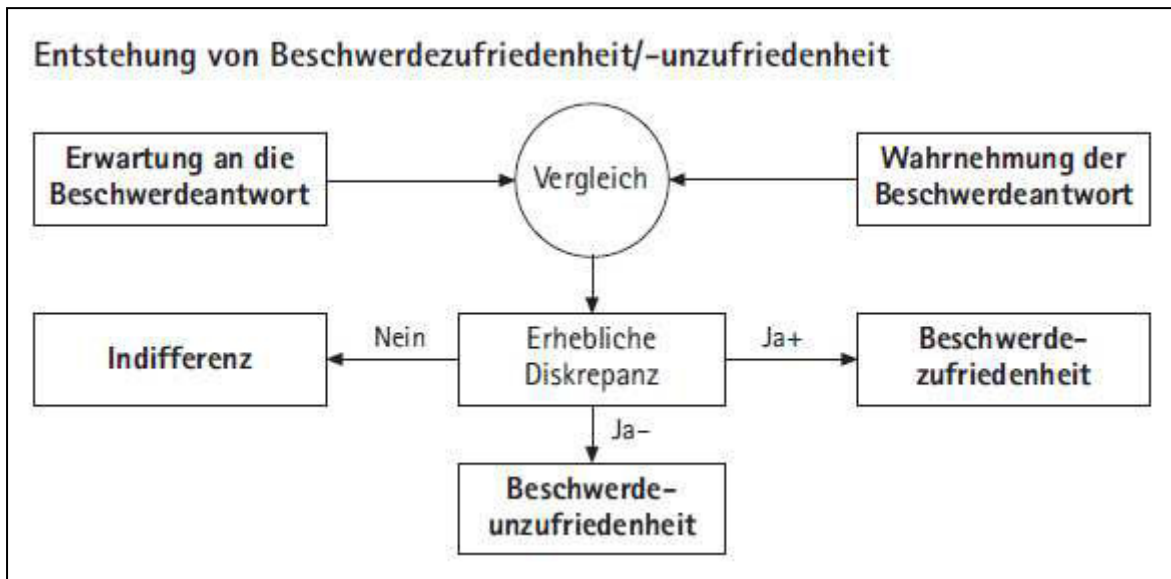 Entstehung von Beschwerdezufriedenheit/-unzufriedenheit
Erwartung an die
Beschwerdeantwort
Vergleich
Wahrnehmung der
Beschwerdeantwort
Indifferenz
Nein
Erhebliche
Diskrepanz
Ja+
Beschwerde-
zufriedenheit
Ja–
Beschwerde-
unzufriedenheit